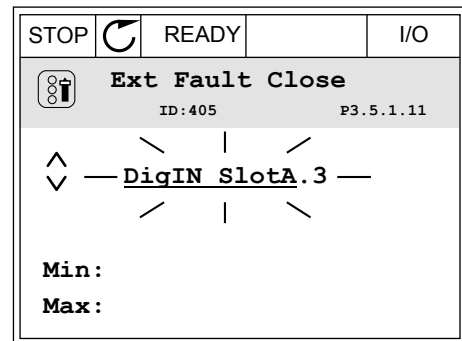 STOP READY I/O
Ext Fault Close
ID:405 P3.5.1.11
DigIN SlotA.3
Min:
Max: